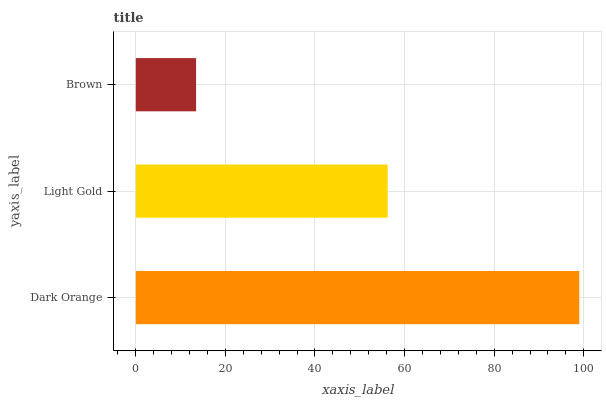 title
yaxis_label
Brown
Light Gold
Dark Orange
0 20 40 60 80 100
xaxis_label